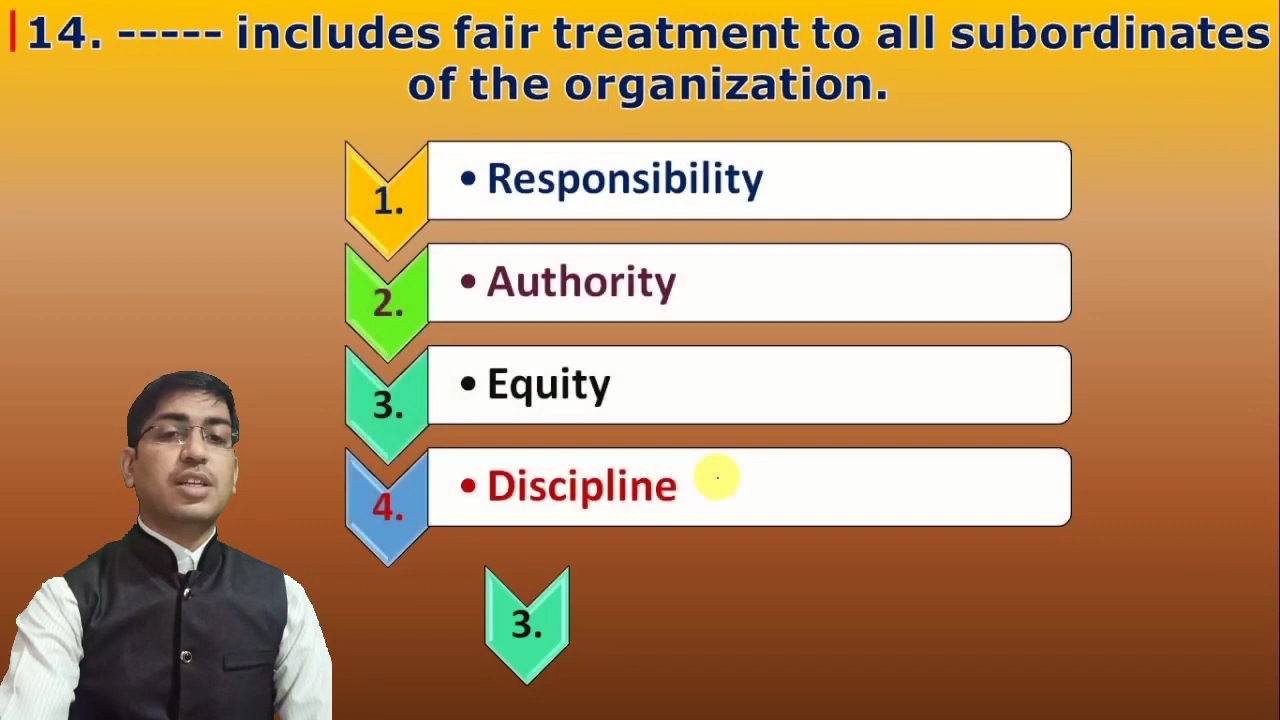 14. ----- includes fair treatment to all subordinates
of the organization.
1. • Responsibility
2. • Authority
3. • Equity
4. • Discipline
3.